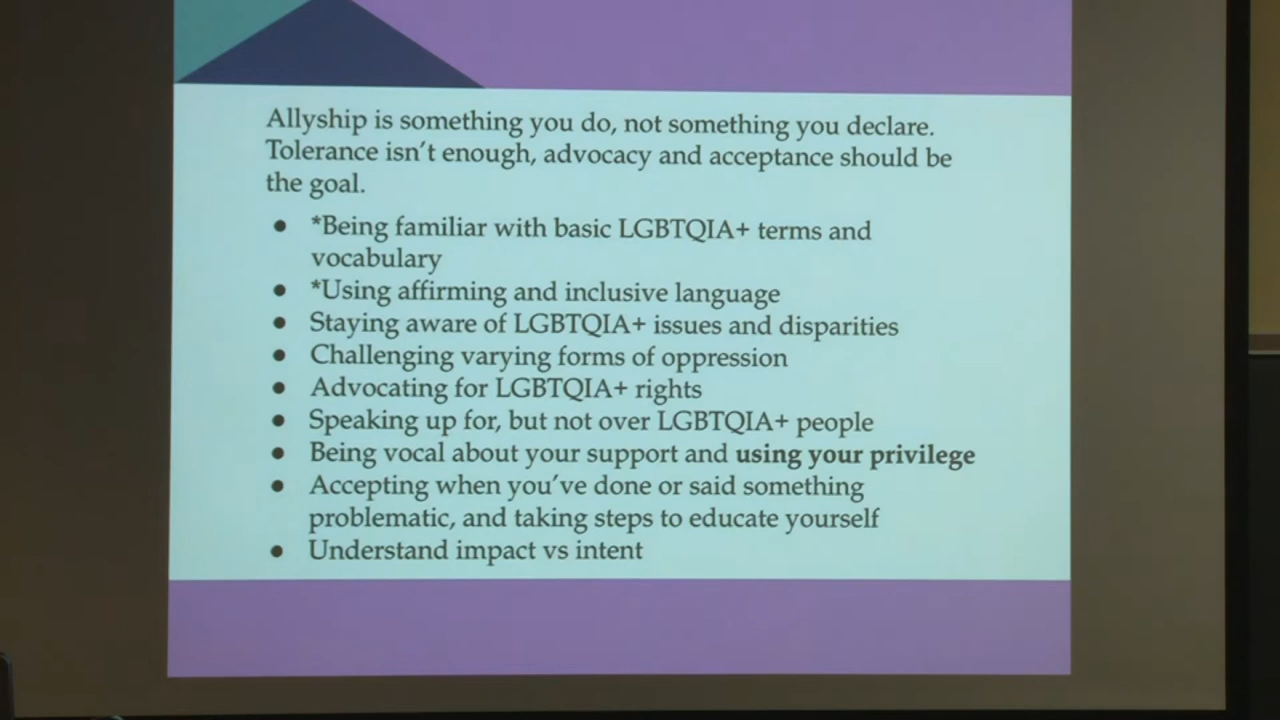 Allyship is something you do, not something you declare.
Tolerance isn't enough, advocacy and acceptance should be
the goal.
● *Being familiar with basic LGBTQIA+ terms and
vocabulary
● *Using affirming and inclusive language
● Staying aware of LGBTQIA+ issues and disparities
● Challenging varying forms of oppression
● Advocating for LGBTQIA+ rights
● Speaking up for, but not over LGBTQIA+ people
● Being vocal about your support and using your privilege
● Accepting when you've done or said something
problematic, and taking steps to educate yourself
● Understand impact vs intent